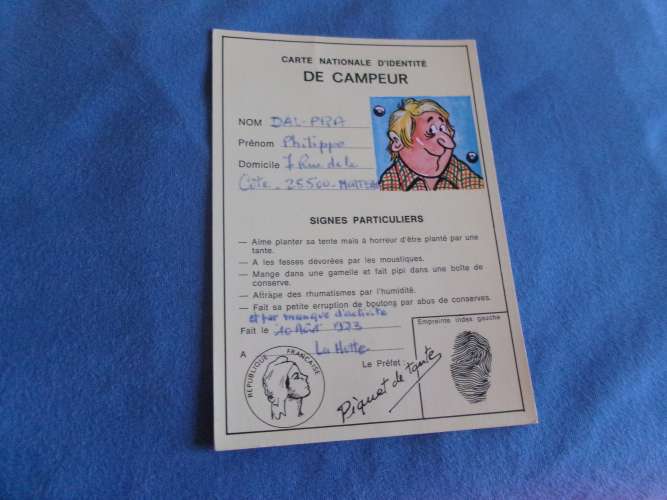 CARTE NATIONALE D'IDENTITÉ
DE CAMPEUR
NOM DAL-PRA
Prénom Philippe
Domicile 7 Rue de la
Côte - 25500 - MORTEAU
SIGNES PARTICULIERS
— Aime planter sa tente mais à horreur d'être planté par une
tante.
— A les fesses dévorées par les moustiques.
— Mange dans une gamelle et fait pipi dans une boîte de
conserve.
— Attrape des rhumatismes par l'humidité.
— Fait sa petite erruption de boutons par abus de conserves.
et par manque d'activité
Fait le 10 Août 1973
A La Hutte
Empreinte index gauche
Le Préfet :
Piquet de tante
RÉPUBLIQUE FRANÇAISE